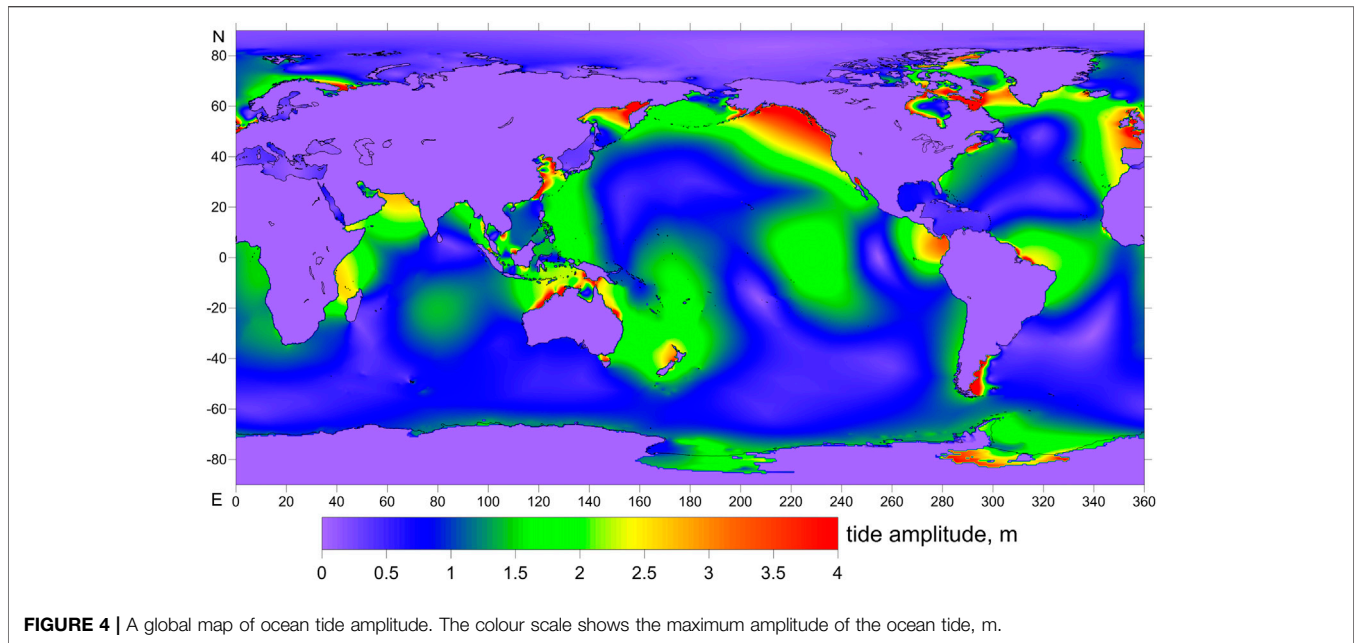 N
80
60
40
20
0
-20
-40
-60
-80
E
0 20 40 60 80 100 120 140 160 180 200 220 240 260 280 300 320 340 360
tide amplitude, m
0 0.5 1 1.5 2 2.5 3 3.5 4
FIGURE 4 | A global map of ocean tide amplitude. The colour scale shows the maximum amplitude of the ocean tide, m.